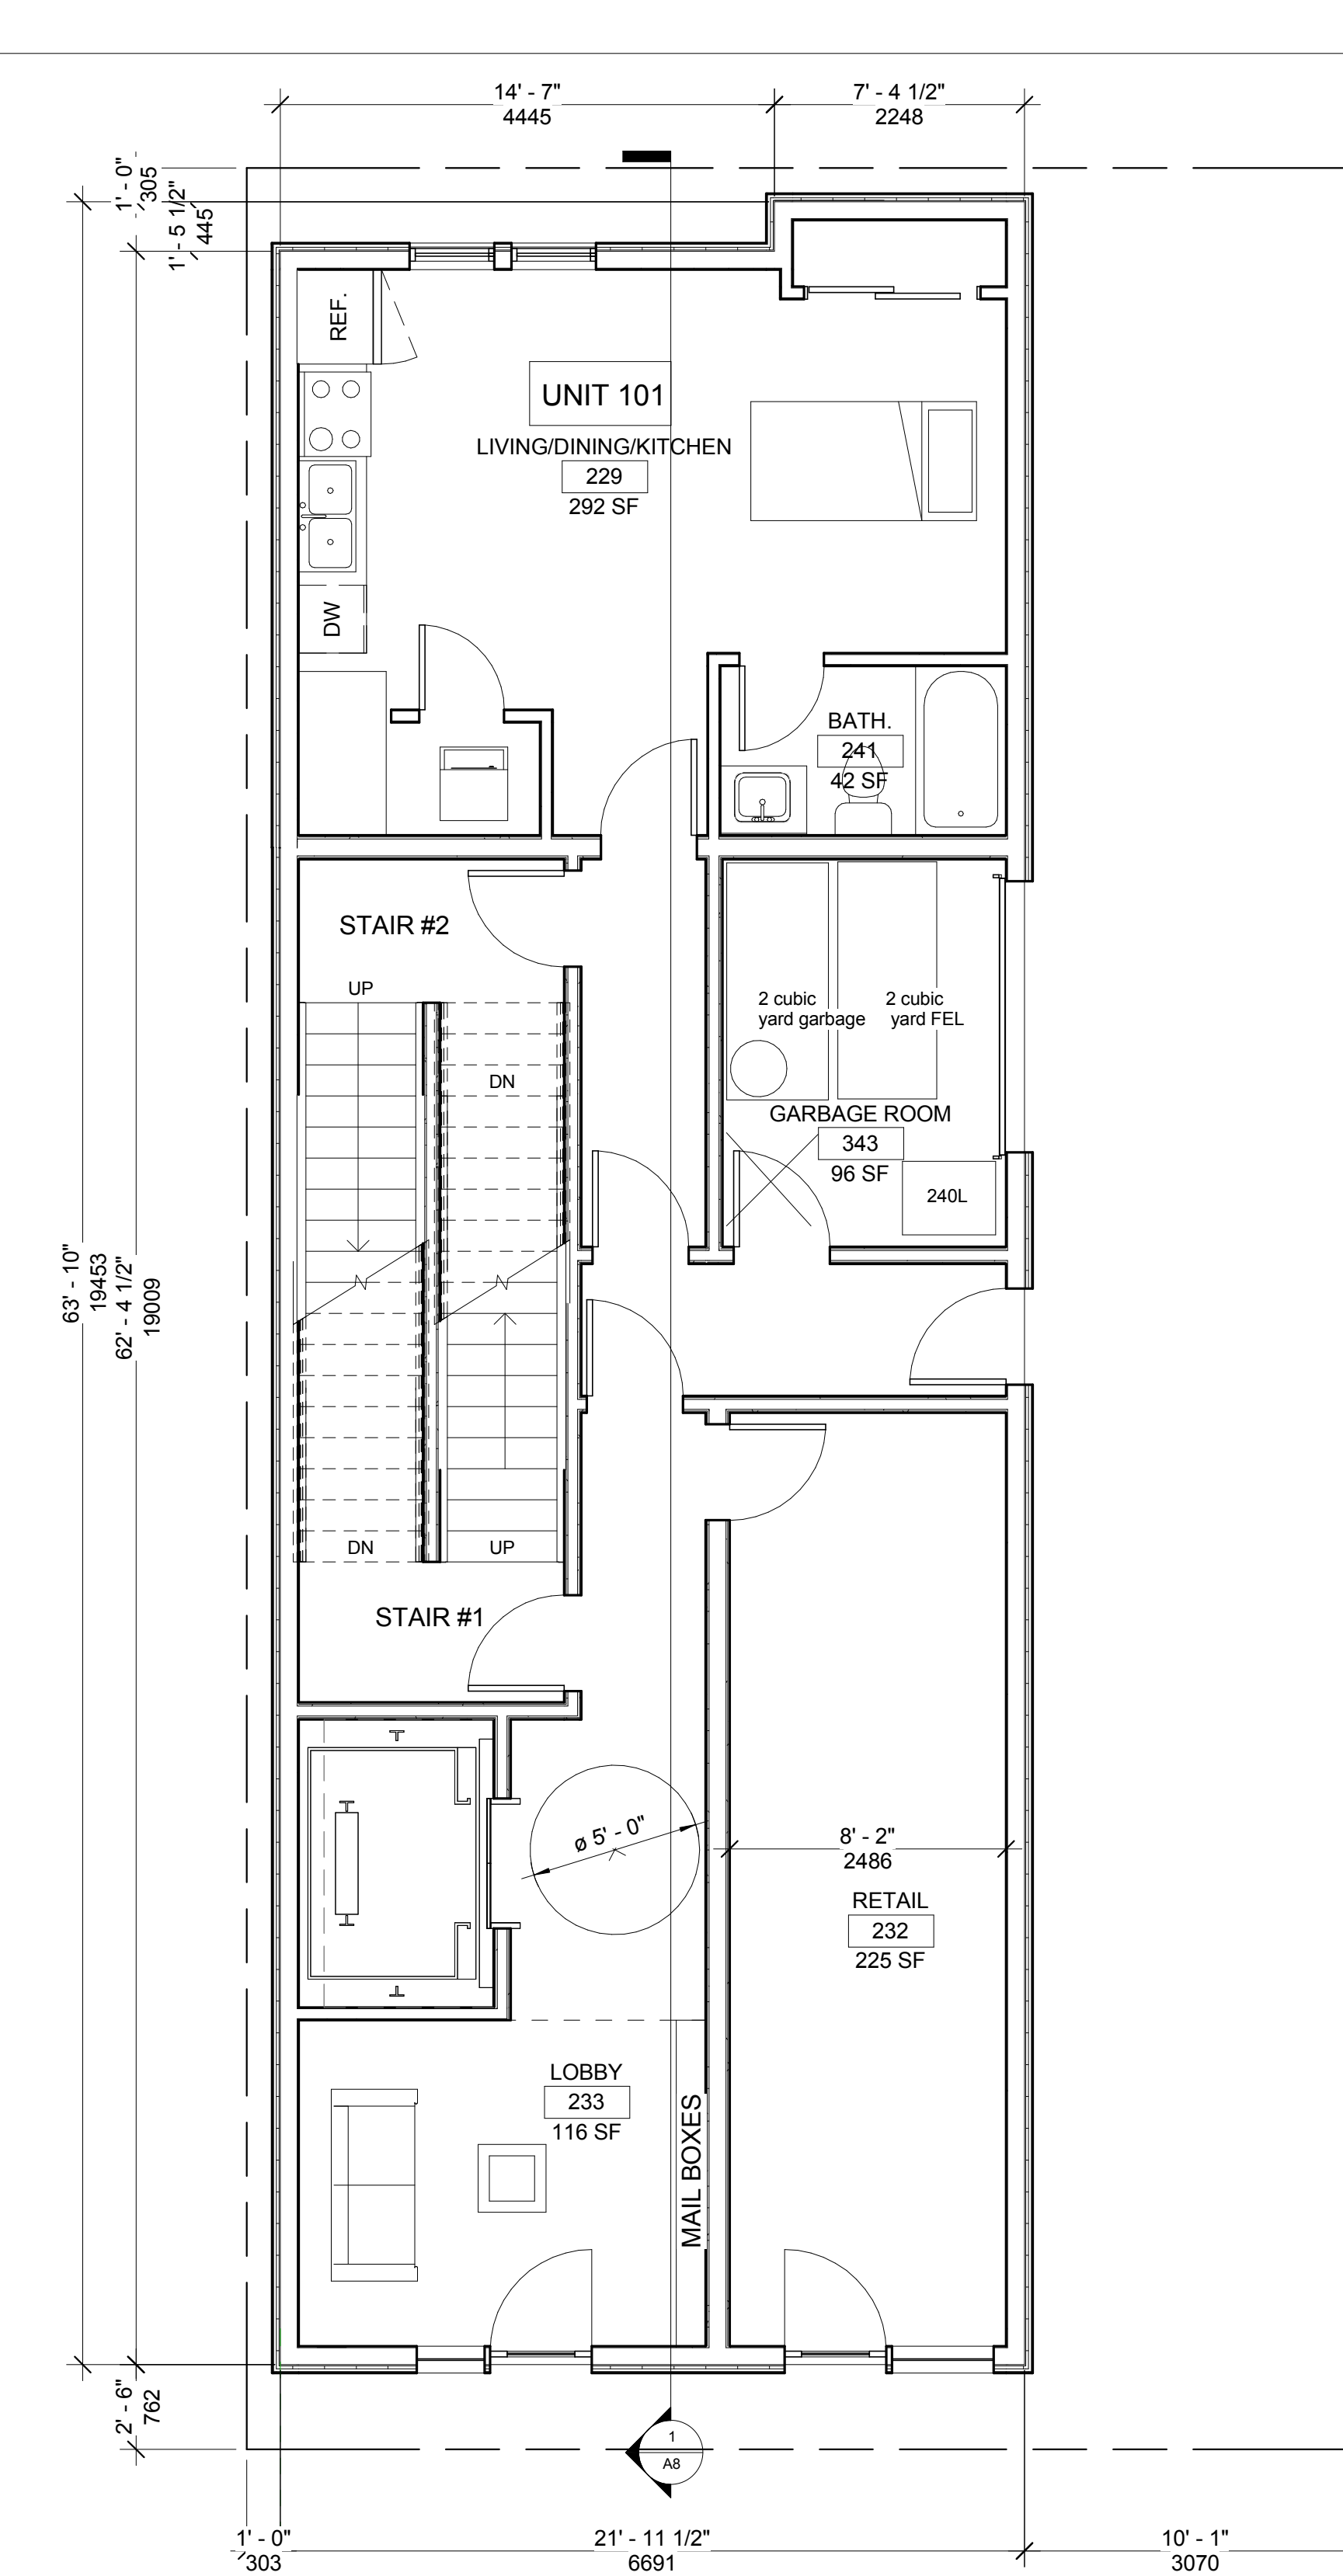 14' - 7"
4445
7' - 4 1/2"
2248
1' - 0"
305
1' - 5 1/2"
445
REF.
UNIT 101
LIVING/DINING/KITCHEN
229
292 SF
DW
BATH.
241
42 SF
STAIR #2
UP
DN
2 cubic
yard garbage
2 cubic
yard FEL
GARBAGE ROOM
343
96 SF
240L
63' - 10"
19453
62' - 4 1/2"
19009
DN
UP
STAIR #1
ø 5' - 0"
8' - 2"
2486
RETAIL
232
225 SF
LOBBY
233
116 SF
MAIL BOXES
2' - 6"
762
1
A8
1' - 0"
303
21' - 11 1/2"
6691
10' - 1"
3070